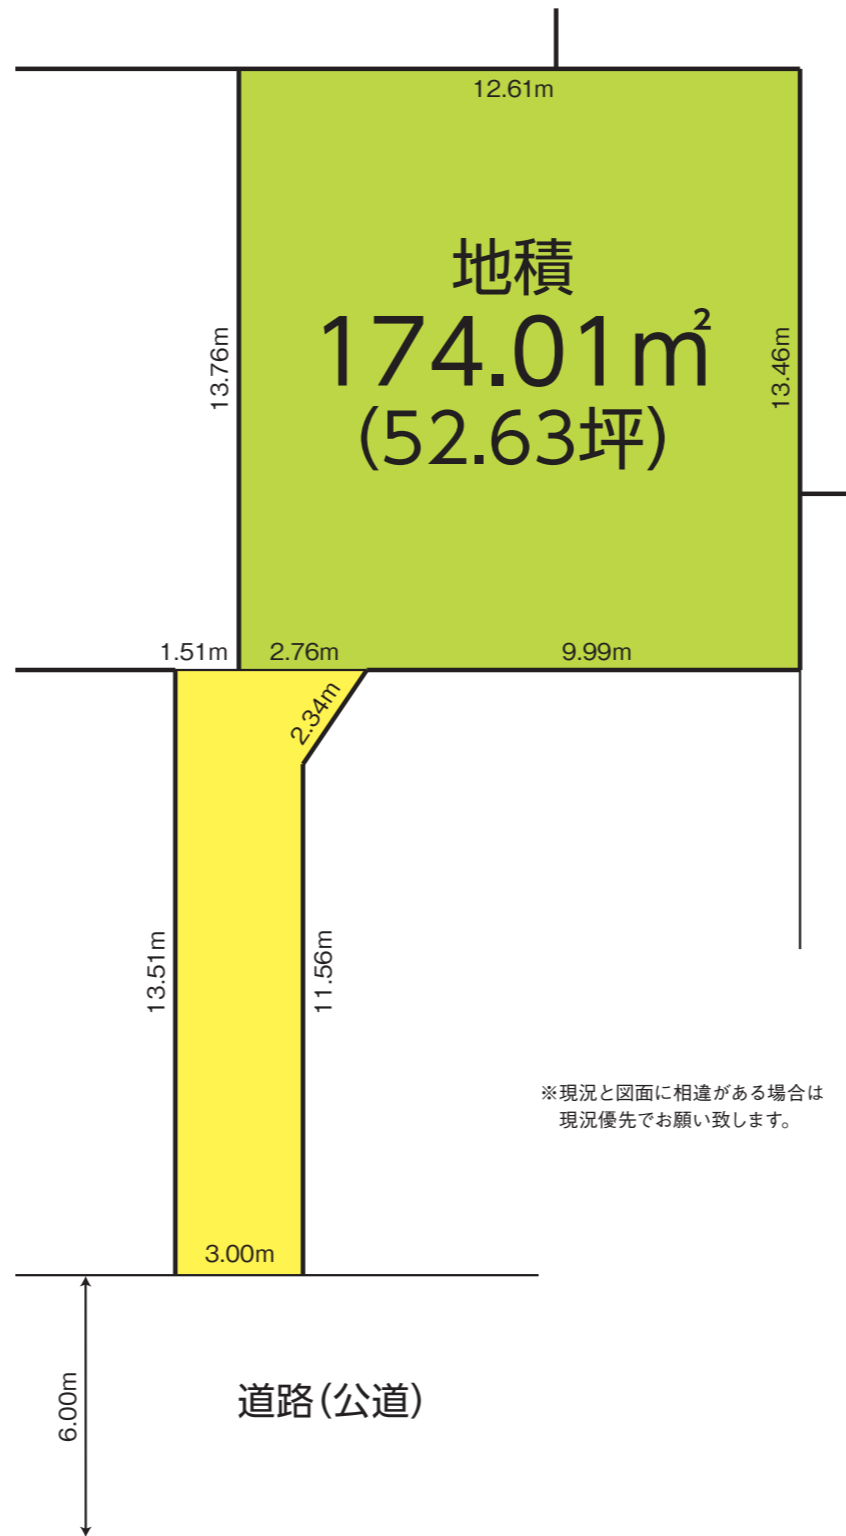 12.61m
地積
174.01㎡
(52.63坪)
13.76m
13.46m
1.51m
2.76m
9.99m
2.34m
13.51m
11.56m
※現況と図面に相違がある場合は
現況優先でお願い致します。
3.00m
6.00m
道路(公道)